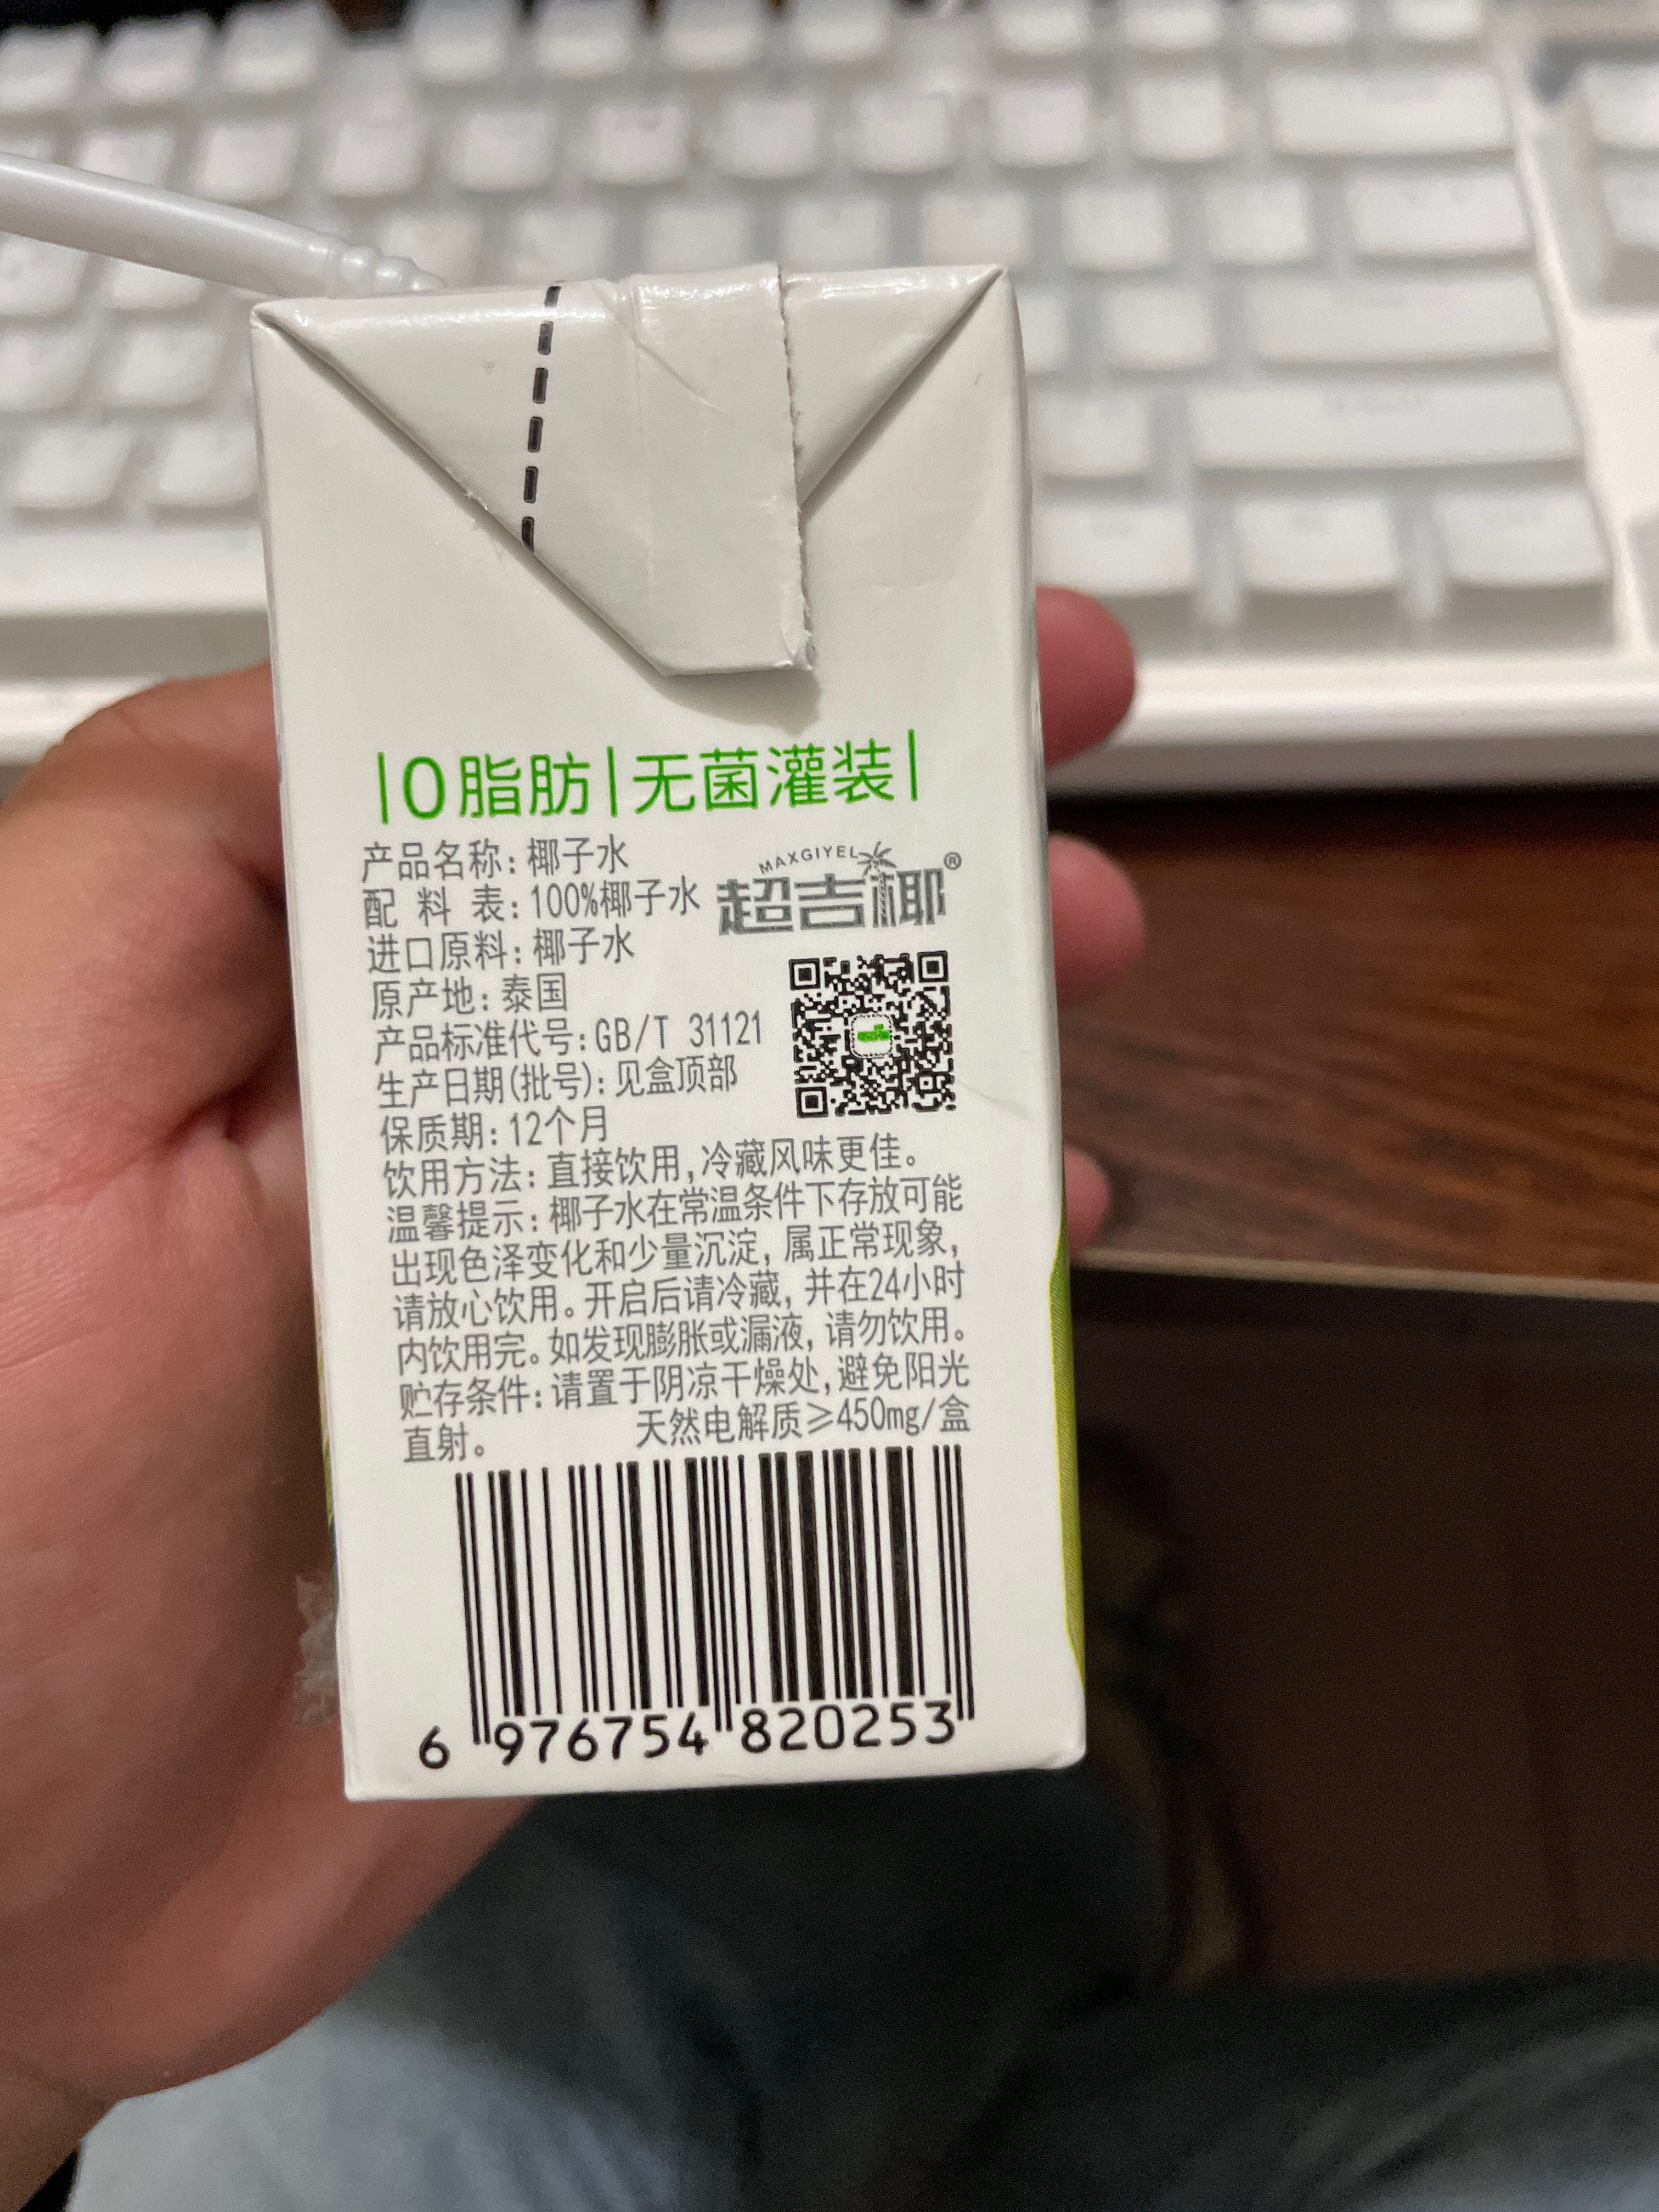 |0脂肪|无菌灌装|
产品名称：椰子水
MAXGIYEL
超吉椰®
配 料 表：100%椰子水
进口原料：椰子水
原产地：泰国
产品标准代号：GB/T 31121
生产日期(批号)：见盒顶部
保质期：12个月
饮用方法：直接饮用，冷藏风味更佳。
温馨提示：椰子水在常温条件下存放可能
出现色泽变化和少量沉淀，属正常现象，
请放心饮用。开启后请冷藏，并在24小时
内饮用完。如发现膨胀或漏液，请勿饮用。
贮存条件：请置于阴凉干燥处，避免阳光
直射。
天然电解质≥450mg/盒
6 976754 820253